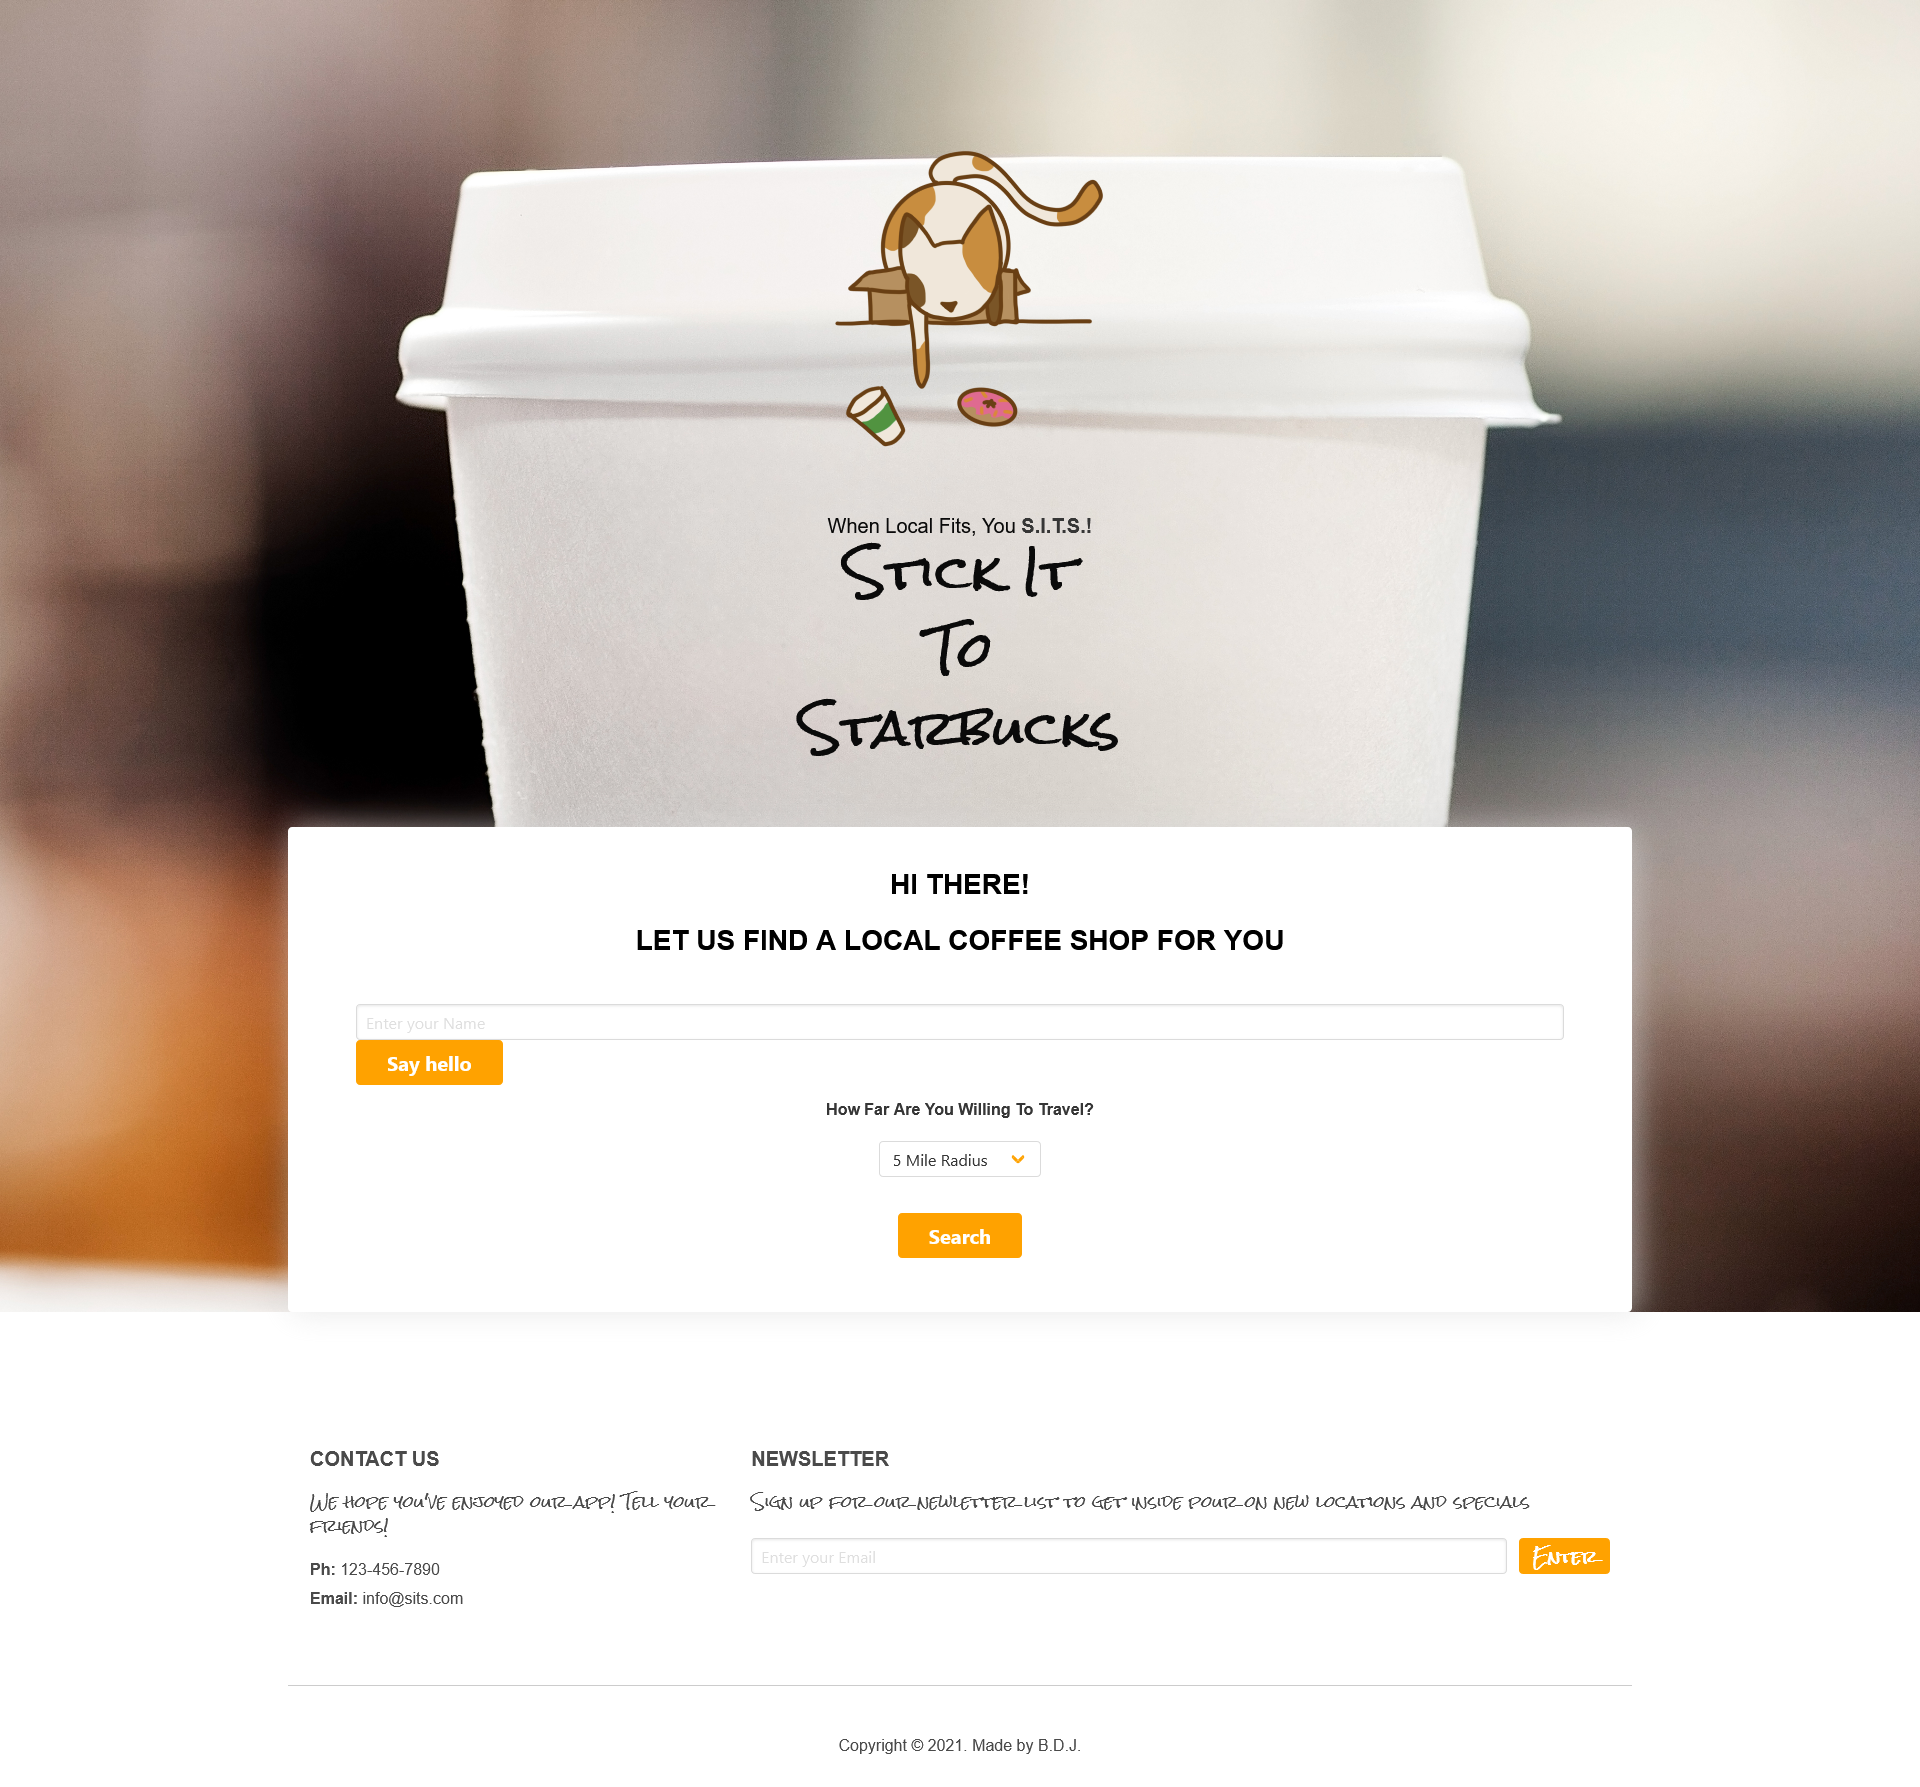 When Local Fits, You S.I.T.S.!
Stick It
To
Starbucks
HI THERE!
LET US FIND A LOCAL COFFEE SHOP FOR YOU
Enter your Name
Say hello
How Far Are You Willing To Travel?
5 Mile Radius
Search
CONTACT US
We hope you've enjoyed our app! Tell your
friends!
Ph: 123-456-7890
Email: info@sits.com
NEWSLETTER
Sign up for our newletter list to get inside pour on new locations and specials
Enter your Email
Enter
Copyright © 2021. Made by B.D.J.